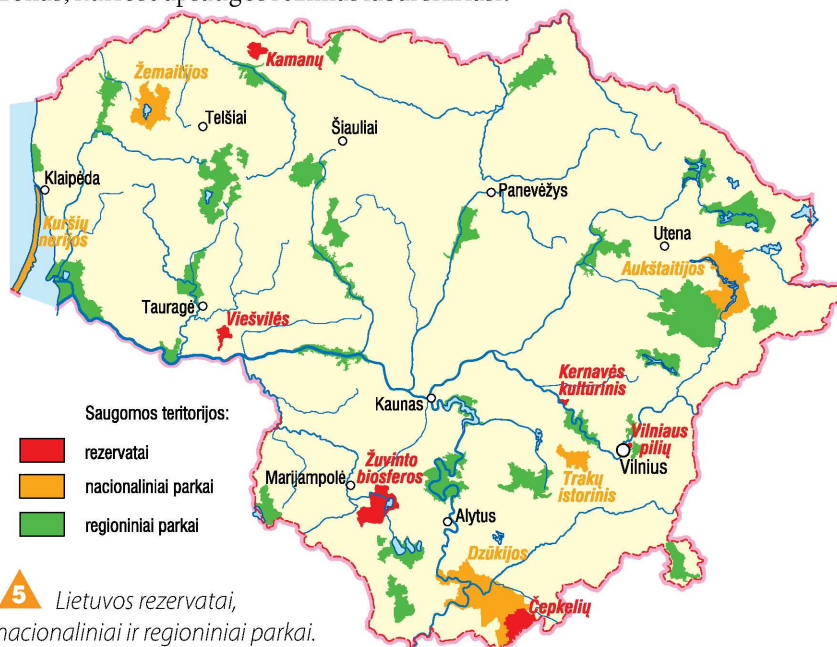 Kamanų
Žemaitijos
Telšiai
Šiauliai
Klaipėda
Panevėžys
Kuršių
nerijos
Utena
Aukštaitijos
Tauragė
Viešvilės
Kernavės
kultūrinis
Kaunas
Saugomos teritorijos:
rezervatai
nacionaliniai parkai
regioniniai parkai
Vilniaus
pilių
Vilnius
Žuvinto
biosferos
Marijampolė
Trakų
istorinis
Alytus
Dzūkijos
Čepkelių
5 Lietuvos rezervatai,
nacionaliniai ir regioniniai parkai.